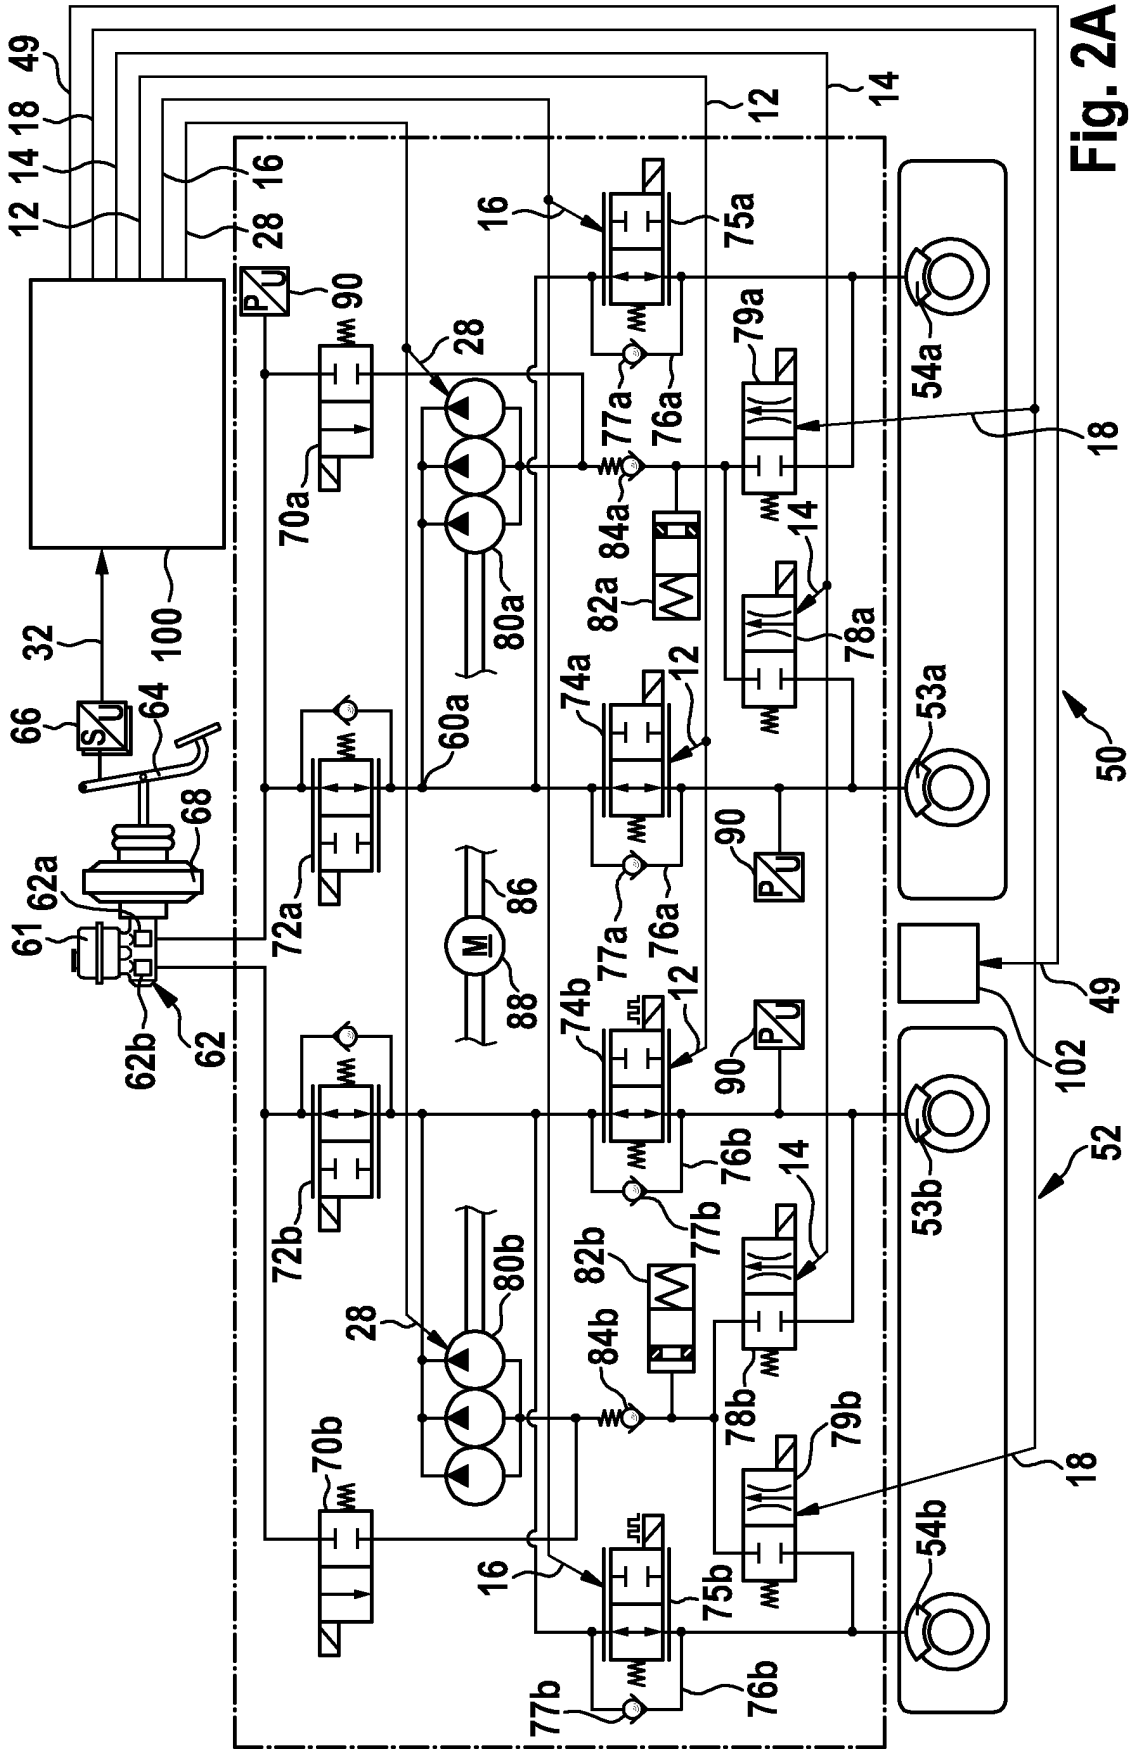 49
18
14
12
16
28
32
100
66
S
U
64
68
62a
61
62b
62
P
U
90
70a
28
80a
72a
60a
86
M
88
72b
28
80b
70b
16
75a
77a
76a
84a
82a
79a
14
78a
74a
12
77a
76a
90
P
U
74b
12
90
P
U
76b
77b
82b
84b
14
78b
79b
16
75b
77b
76b
12
14
18
54a
53a
50
49
102
52
53b
54b
18
Fig. 2A